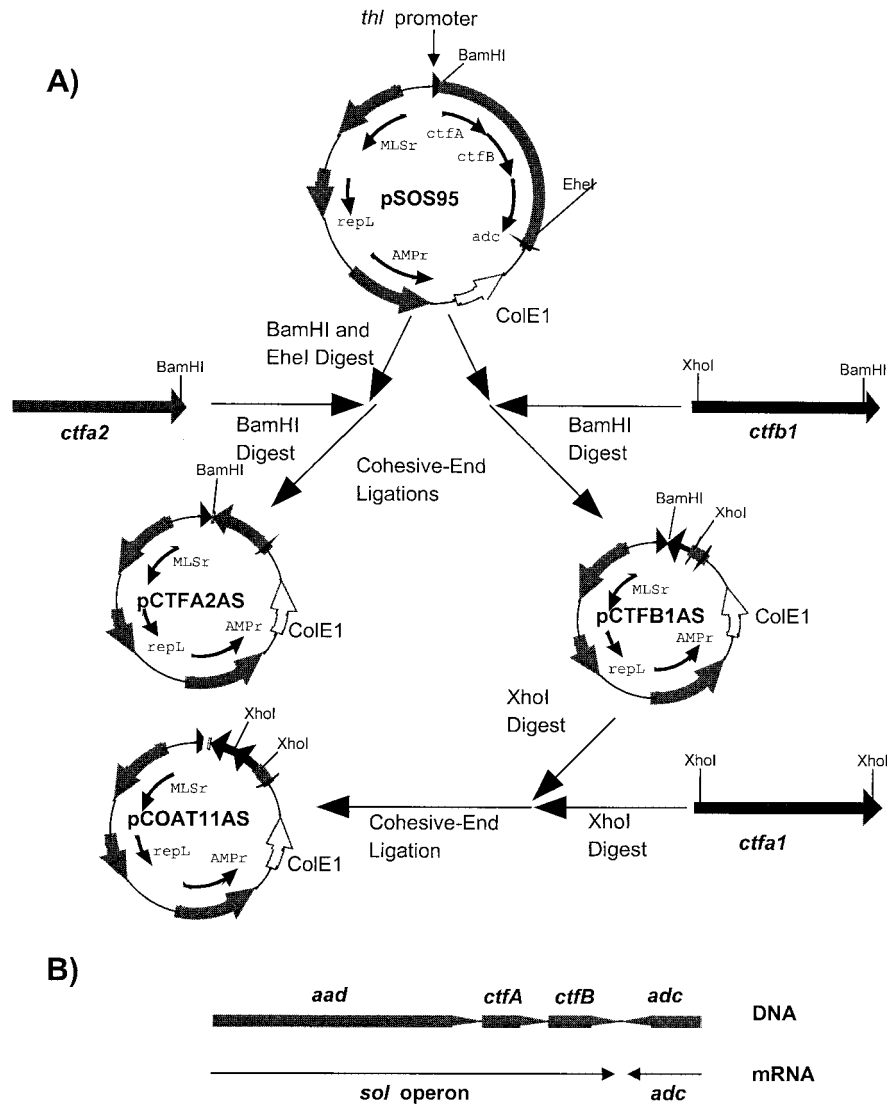 thl promoter
A)
BamHI
ctfA
ctfB
MLSr
pSOS95
EheI
repL
adc
AMPr
ColE1
BamHI and
EheI Digest
BamHI
ctfa2
BamHI
Digest
XhoI
BamHI
ctfb1
BamHI
Digest
Cohesive-End
Ligations
BamHI
MLSr
pCTFA2AS
ColE1
repL
AMPr
BamHI
XhoI
MLSr
pCTFB1AS
ColE1
repL
AMPr
XhoI
Digest
XhoI
XhoI
MLSr
pCOAT11AS
repL
AMPr
ColE1
Cohesive-End
Ligation
XhoI
Digest
XhoI
XhoI
ctfa1
B)
aad
ctfA
ctfB
adc
DNA
mRNA
sol operon
adc